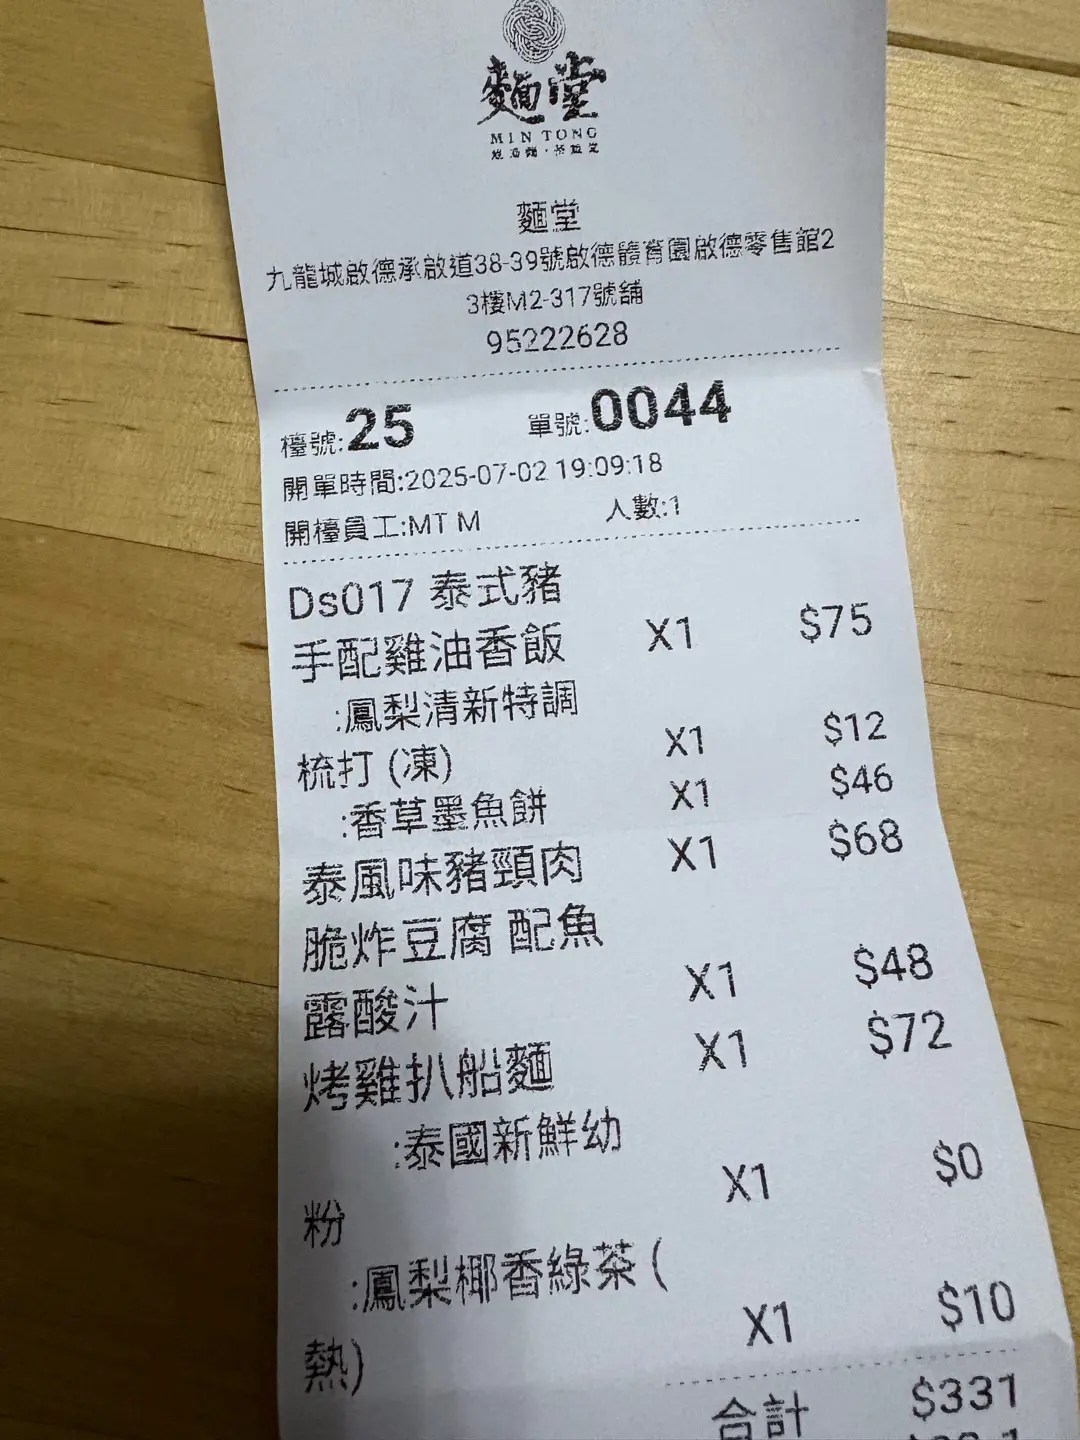 麵堂
MIN TONG
麵堂
九龍城啟德承啟道38-39號啟德體育園啟德零售館2
3樓M2-317號舖
95222628
檯號:25 單號:0044
開單時間:2025-07-02 19:09:18
開檯員工:MT M 人數:1
Ds017 泰式豬
手配雞油香飯 X1 $75
:鳳梨清新特調
梳打 (凍) X1 $12
:香草墨魚餅 X1 $46
泰風味豬頸肉 X1 $68
脆炸豆腐 配魚
露酸汁 X1 $48
烤雞扒船麵 X1 $72
:泰國新鮮幼
粉 X1 $0
:鳳梨椰香綠茶 (
熱) X1 $10
合計 $331